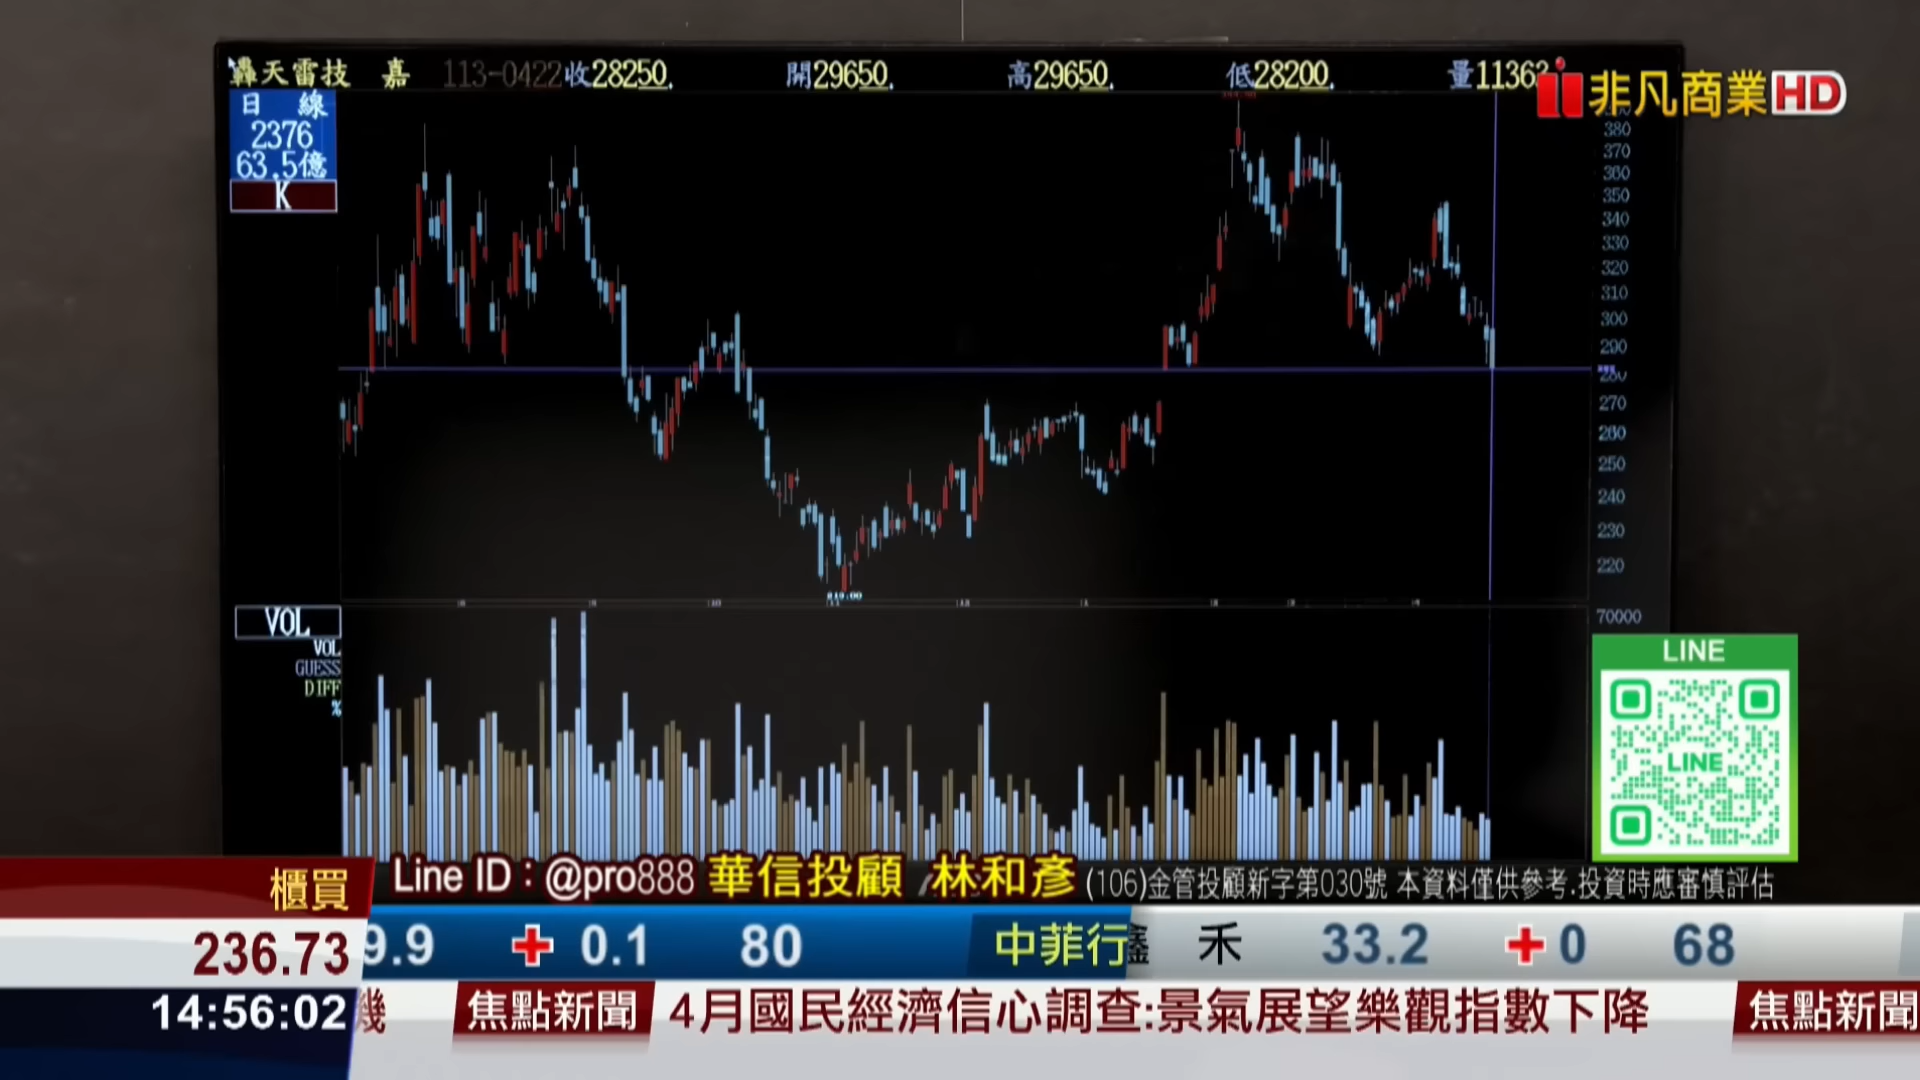 轟天雷技 嘉 113-0422 收28250. 開29650. 高29650. 低28200. 量11363
非凡商業HD
日 線
2376
63.5億
K
380
370
360
350
340
330
320
310
300
290
280
270
260
250
240
230
220
VOL
70000
VOL
GUESS
DIFF
%
LINE
LINE
櫃買
Line ID：@pro888 華信投顧 林和彥 (106)金管投顧新字第030號 本資料僅供參考.投資時應審慎評估
236.73
9.9 + 0.1 80 中菲行 鑫 禾 33.2 + 0 68
14:56:02
機 焦點新聞 4月國民經濟信心調查:景氣展望樂觀指數下降 焦點新聞